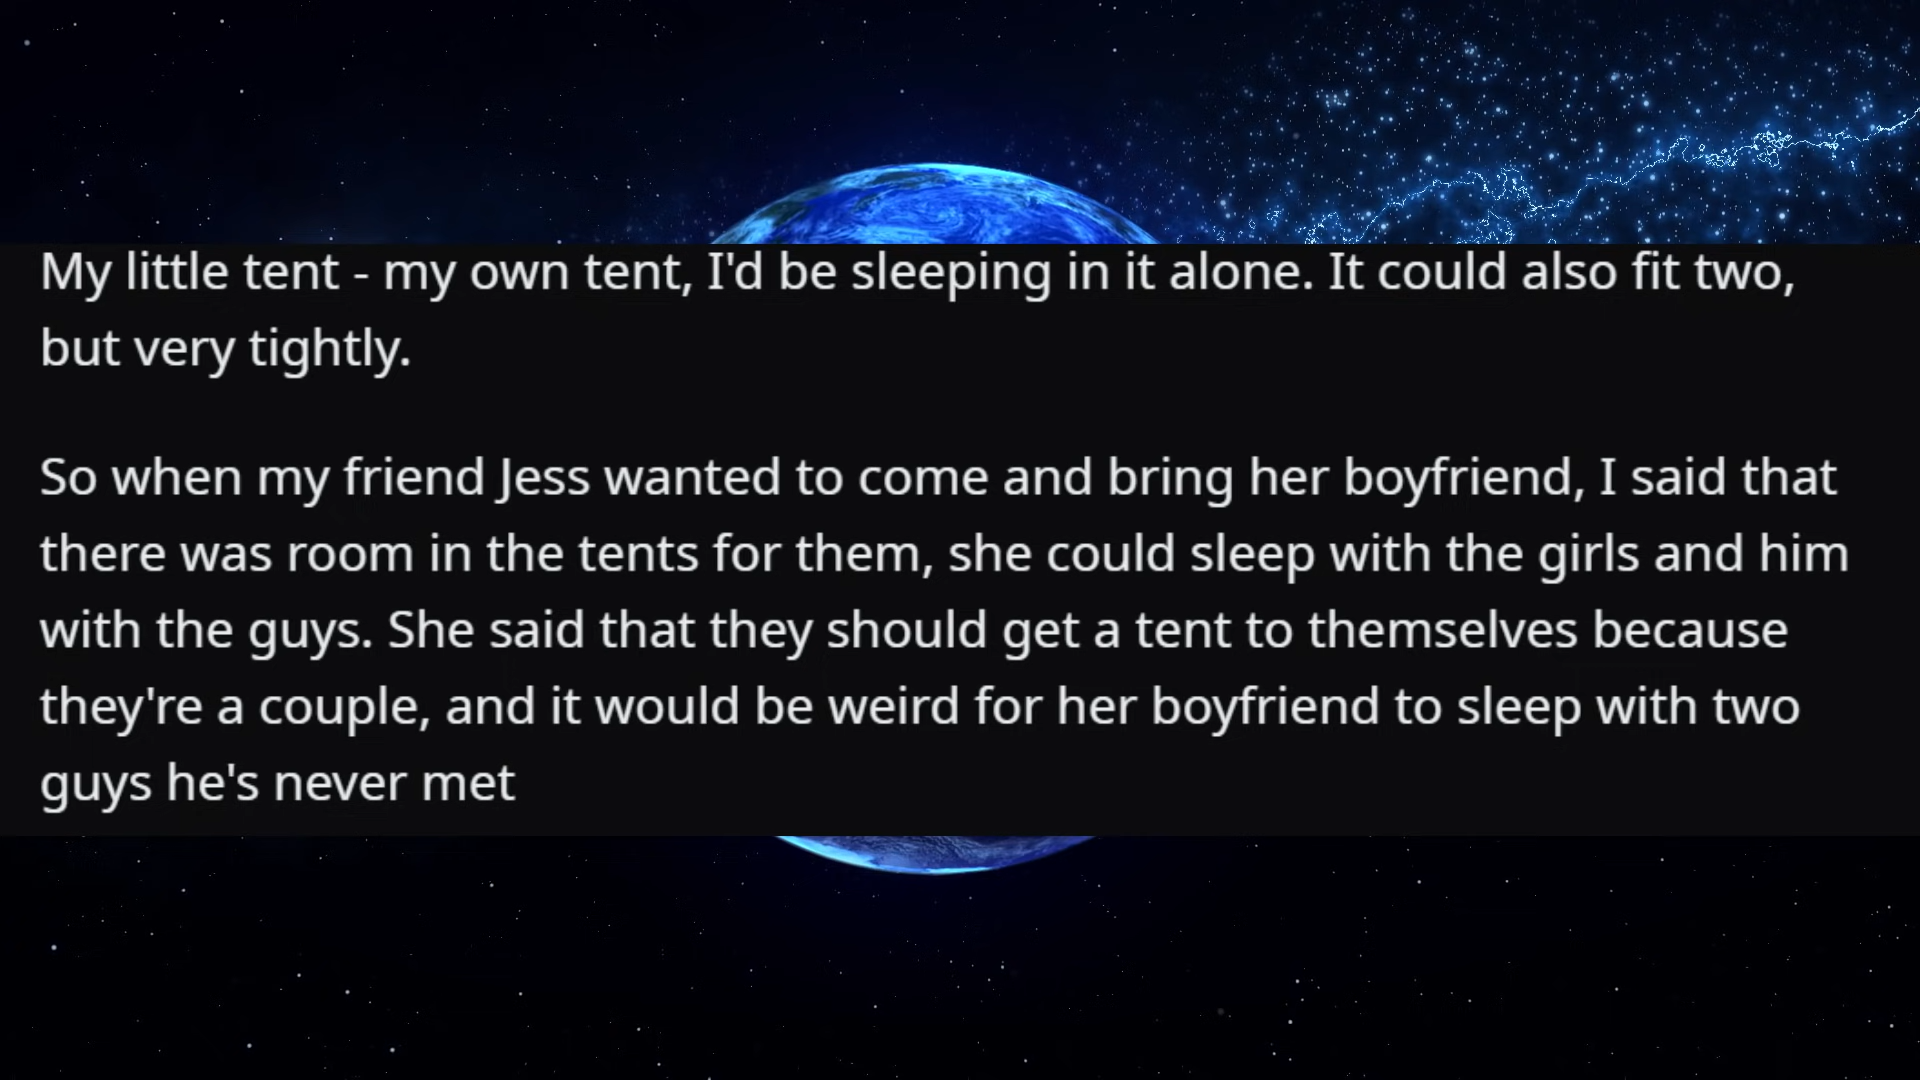 My little tent - my own tent, I'd be sleeping in it alone. It could also fit two,
but very tightly.
So when my friend Jess wanted to come and bring her boyfriend, I said that
there was room in the tents for them, she could sleep with the girls and him
with the guys. She said that they should get a tent to themselves because
they're a couple, and it would be weird for her boyfriend to sleep with two
guys he's never met